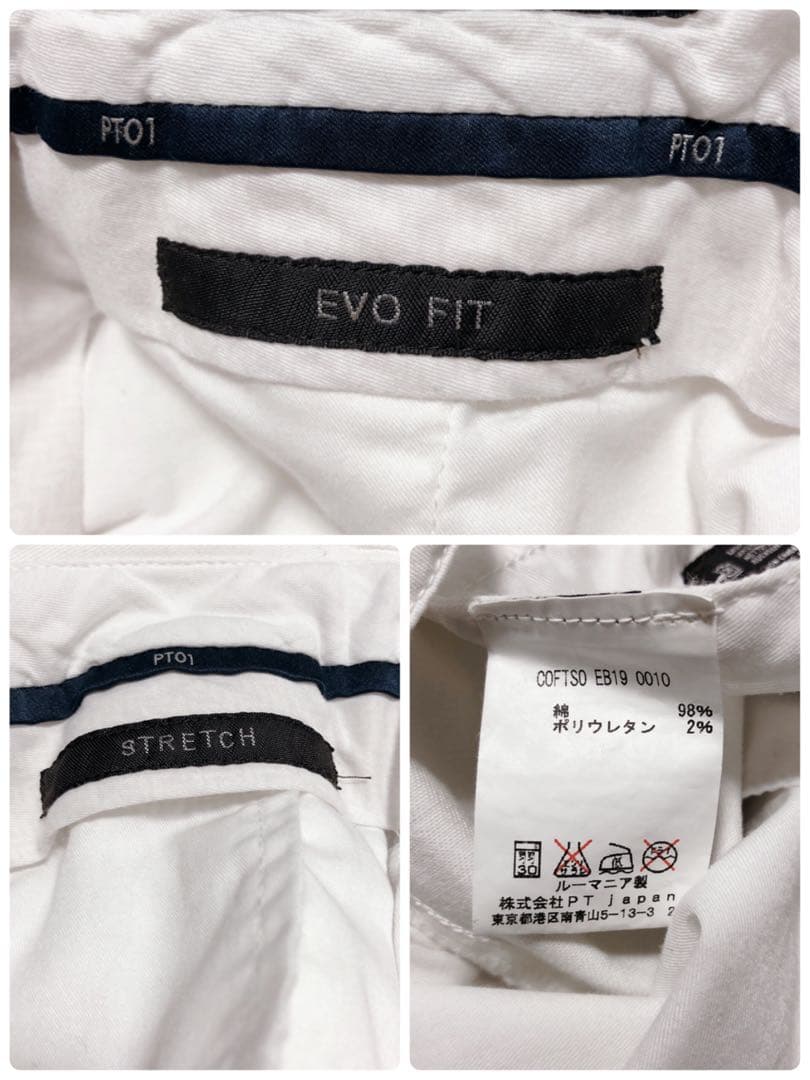 PT01
PT01
EVO FIT
PT01
STRETCH
COFTSO EB19 0010
綿 98%
ポリウレタン 2%
30
ルーマニア製
株式会社PT japan
東京都港区南青山5-13-3 2